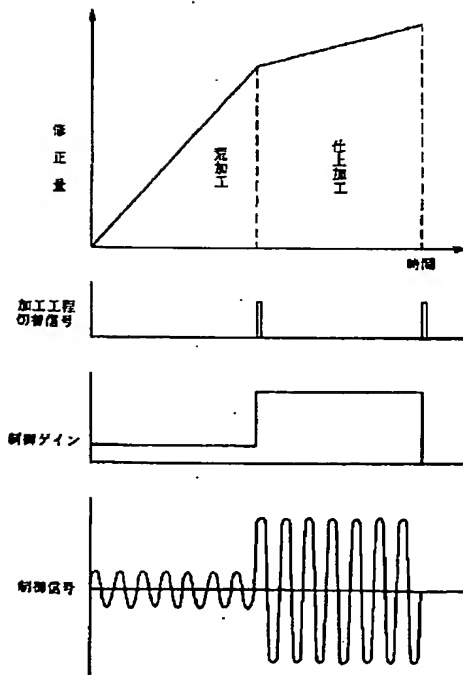 修正量
荒加工
仕上加工
時間
加工工程
切替信号
制御ゲイン
制御信号